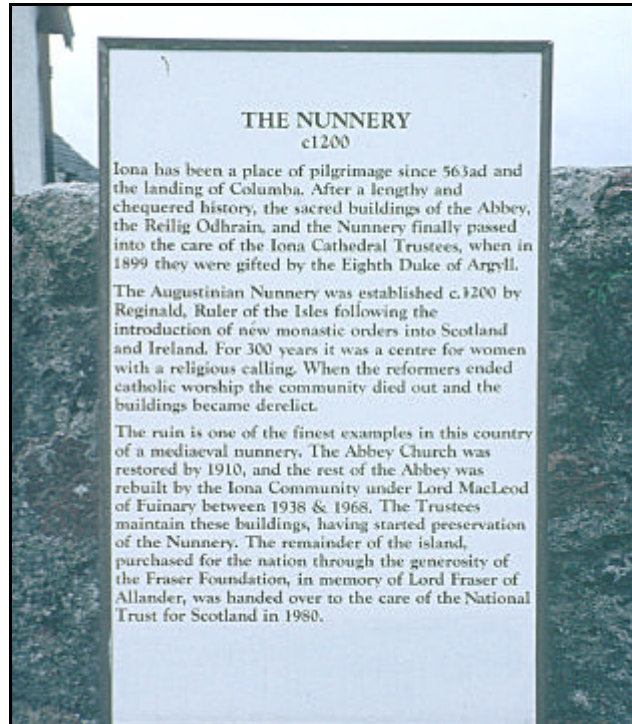 THE NUNNERY
c1200
Iona has been a place of pilgrimage since 563ad and
the landing of Columba. After a lengthy and
chequered history, the sacred buildings of the Abbey,
the Reilig Odhrain, and the Nunnery finally passed
into the care of the Iona Cathedral Trustees, when in
1899 they were gifted by the Eighth Duke of Argyll.
The Augustinian Nunnery was established c.1200 by
Reginald, Ruler of the Isles following the
introduction of new monastic orders into Scotland
and Ireland. For 300 years it was a centre for women
with a religious calling. When the reformers ended
catholic worship the community died out and the
buildings became derelict.
The ruin is one of the finest examples in this country
of a mediaeval nunnery. The Abbey Church was
restored by 1910, and the rest of the Abbey was
rebuilt by the Iona Community under Lord MacLeod
of Fuinary between 1938 & 1968. The Trustees
maintain these buildings, having started preservation
of the Nunnery. The remainder of the island,
purchased for the nation through the generosity of
the Fraser Foundation, in memory of Lord Fraser of
Allander, was handed over to the care of the National
Trust for Scotland in 1980.